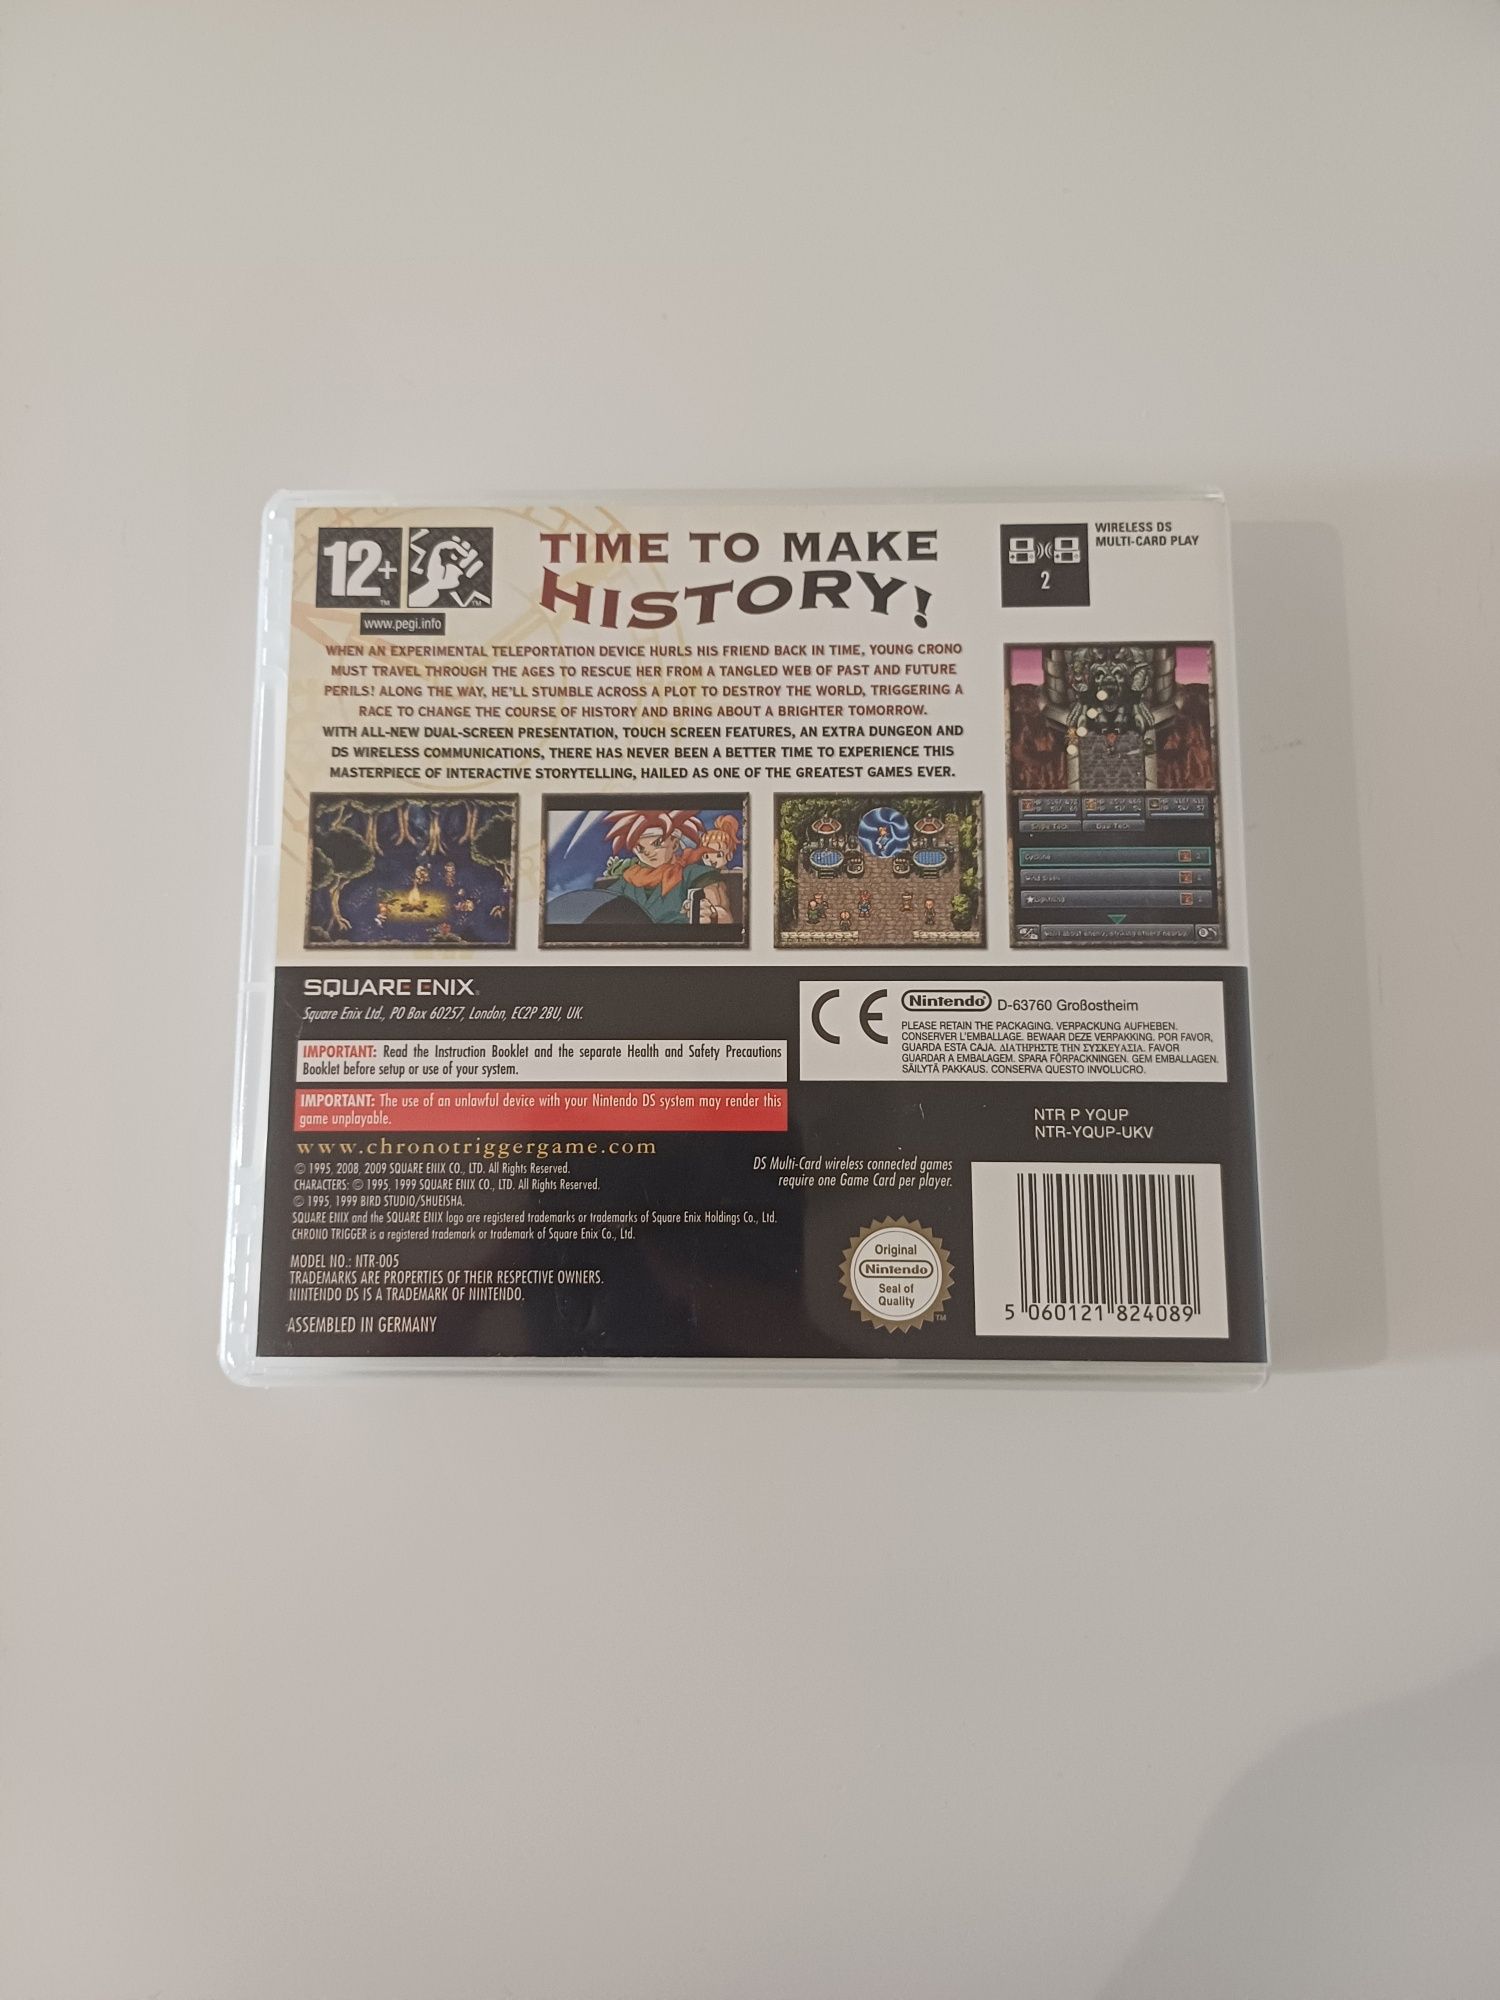 12+
™
™
www.pegi.info
TIME TO MAKE
HISTORY!
2
WIRELESS DS
MULTI-CARD PLAY
WHEN AN EXPERIMENTAL TELEPORTATION DEVICE HURLS HIS FRIEND BACK IN TIME, YOUNG CRONO
MUST TRAVEL THROUGH THE AGES TO RESCUE HER FROM A TANGLED WEB OF PAST AND FUTURE
PERILS! ALONG THE WAY, HE'LL STUMBLE ACROSS A PLOT TO DESTROY THE WORLD, TRIGGERING A
RACE TO CHANGE THE COURSE OF HISTORY AND BRING ABOUT A BRIGHTER TOMORROW.
WITH ALL-NEW DUAL-SCREEN PRESENTATION, TOUCH SCREEN FEATURES, AN EXTRA DUNGEON AND
DS WIRELESS COMMUNICATIONS, THERE HAS NEVER BEEN A BETTER TIME TO EXPERIENCE THIS
MASTERPIECE OF INTERACTIVE STORYTELLING, HAILED AS ONE OF THE GREATEST GAMES EVER.
Single Tech
Dual Tech
Cyclone
Wind Slash
★Lightning
SQUARE ENIX.
Square Enix Ltd., PO Box 60257, London, EC2P 2BU, UK.
IMPORTANT: Read the Instruction Booklet and the separate Health and Safety Precautions
Booklet before setup or use of your system.
IMPORTANT: The use of an unlawful device with your Nintendo DS system may render this
game unplayable.
www.chronotriggergame.com
© 1995, 2008, 2009 SQUARE ENIX CO., LTD. All Rights Reserved.
CHARACTERS: © 1995, 1999 SQUARE ENIX CO., LTD. All Rights Reserved.
© 1995, 1999 BIRD STUDIO/SHUEISHA.
SQUARE ENIX and the SQUARE ENIX logo are registered trademarks or trademarks of Square Enix Holdings Co., Ltd.
CHRONO TRIGGER is a registered trademark or trademark of Square Enix Co., Ltd.
MODEL NO.: NTR-005
TRADEMARKS ARE PROPERTIES OF THEIR RESPECTIVE OWNERS.
NINTENDO DS IS A TRADEMARK OF NINTENDO.
ASSEMBLED IN GERMANY
CE
Nintendo® D-63760 Großostheim
PLEASE RETAIN THE PACKAGING. VERPACKUNG AUFHEBEN.
CONSERVER L'EMBALLAGE. BEWAAR DEZE VERPAKKING. POR FAVOR,
GUARDA ESTA CAJA. ΔΙΑΤΗΡΗΣΤΕ ΤΗΝ ΣΥΣΚΕΥΑΣΙΑ. FAVOR
GUARDAR A EMBALAGEM. SPARA FÖRPACKNINGEN. GEM EMBALLAGEN.
SÄILYTÄ PAKKAUS. CONSERVA QUESTO INVOLUCRO.
NTR P YQUP
NTR-YQUP-UKV
DS Multi-Card wireless connected games
require one Game Card per player.
Original
Nintendo
Seal of
Quality
TM
5 060121 824089